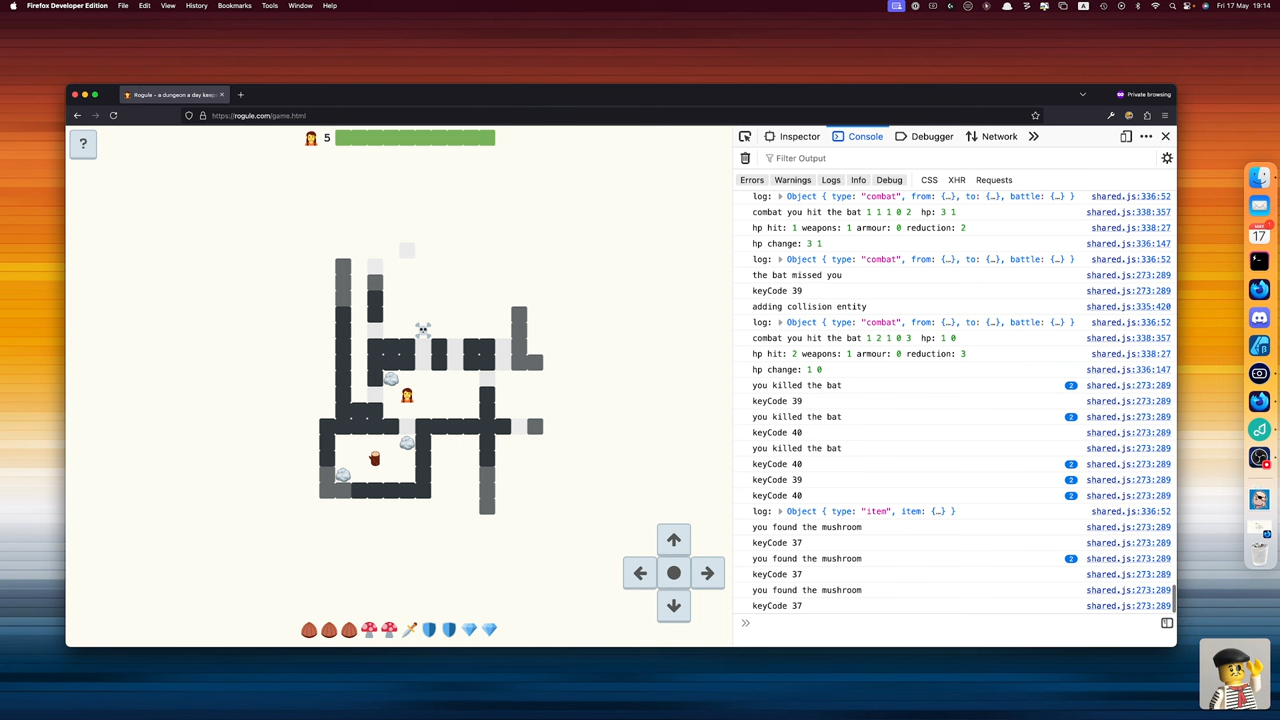 Firefox Developer Edition File Edit View History Bookmarks Tools Window Help A Fri 17 May 19:14
Rogule - a dungeon a day keep Private browsing
https://rogule.com/game.html
? 5
Inspector Console Debugger Network
Filter Output
Errors Warnings Logs Info Debug CSS XHR Requests
log: Object { type: "combat", from: {…}, to: {…}, battle: {…} } shared.js:336:52
combat you hit the bat 1 1 1 0 2 hp: 3 1 shared.js:338:357
hp hit: 1 weapons: 1 armour: 0 reduction: 2 shared.js:338:27
hp change: 3 1 shared.js:336:147
log: Object { type: "combat", from: {…}, to: {…}, battle: {…} } shared.js:336:52
the bat missed you shared.js:273:289
keyCode 39 shared.js:273:289
adding collision entity shared.js:335:420
log: Object { type: "combat", from: {…}, to: {…}, battle: {…} } shared.js:336:52
combat you hit the bat 1 2 1 0 3 hp: 1 0 shared.js:338:357
hp hit: 2 weapons: 1 armour: 0 reduction: 3 shared.js:338:27
hp change: 1 0 shared.js:336:147
you killed the bat 2 shared.js:273:289
keyCode 39 shared.js:273:289
you killed the bat 2 shared.js:273:289
keyCode 40 shared.js:273:289
you killed the bat shared.js:273:289
keyCode 40 2 shared.js:273:289
keyCode 39 2 shared.js:273:289
keyCode 40 2 shared.js:273:289
log: Object { type: "item", item: {…} } shared.js:336:52
you found the mushroom shared.js:273:289
keyCode 37 shared.js:273:289
you found the mushroom 2 shared.js:273:289
keyCode 37 shared.js:273:289
you found the mushroom shared.js:273:289
keyCode 37 shared.js:273:289
MAY
17